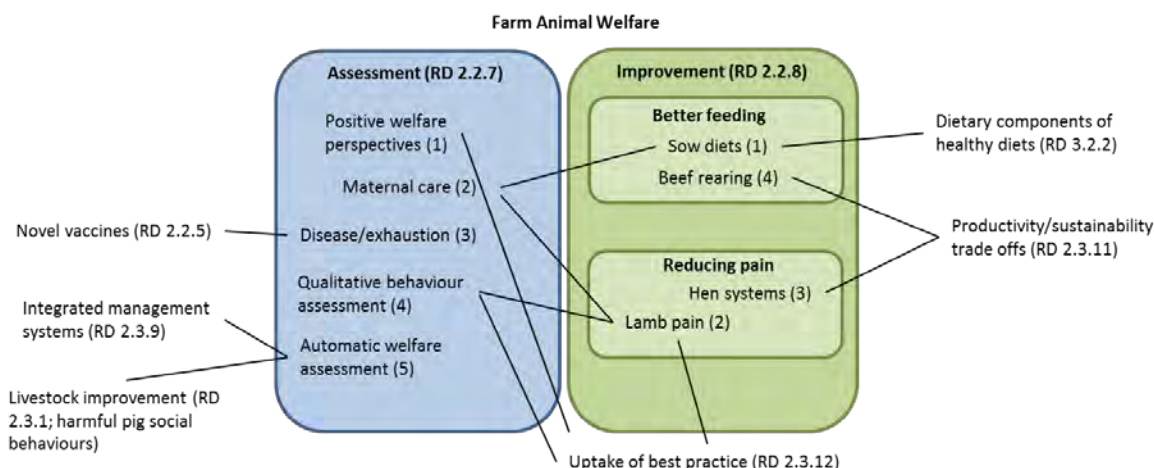 Farm Animal Welfare
Assessment (RD 2.2.7)
Positive welfare
perspectives (1)
Maternal care (2)
Disease/exhaustion (3)
Qualitative behaviour
assessment (4)
Automatic welfare
assessment (5)
Improvement (RD 2.2.8)
Better feeding
Sow diets (1)
Beef rearing (4)
Reducing pain
Hen systems (3)
Lamb pain (2)
Novel vaccines (RD 2.2.5)
Integrated management
systems (RD 2.3.9)
Livestock improvement (RD
2.3.1; harmful pig social
behaviours)
Dietary components of
healthy diets (RD 3.2.2)
Productivity/sustainability
trade offs (RD 2.3.11)
Uptake of best practice (RD 2.3.12)